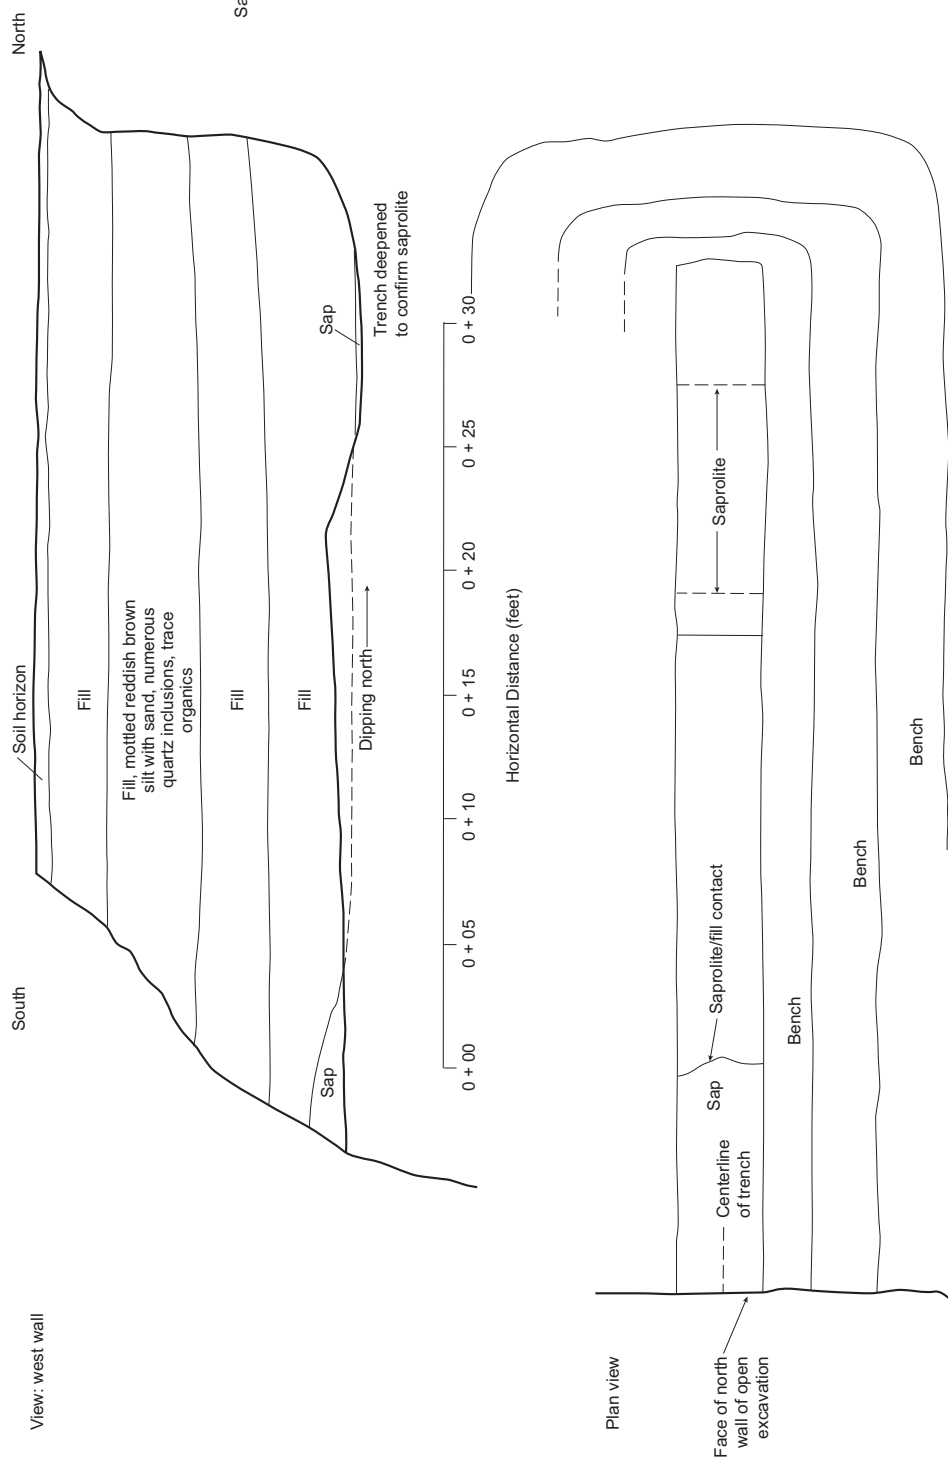 View: west wall
South
North
Soil horizon
Fill
Fill, mottled reddish brown
silt with sand, numerous
quartz inclusions, trace
organics
Fill
Fill
Sap
Sap
Dipping north
Trench deepened
to confirm saprolite
0 + 00
0 + 05
0 + 10
0 + 15
0 + 20
0 + 25
0 + 30
Horizontal Distance (feet)
Plan view
Face of north
wall of open
excavation
Centerline
of trench
Sap
Saprolite/fill contact
Saprolite
Bench
Bench
Bench